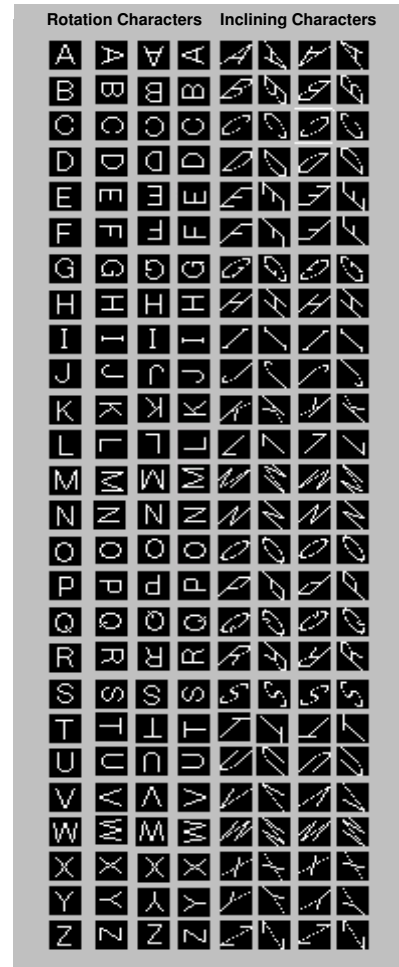 Rotation Characters Inclining Characters
A A A A A A A A
B B B B B B B B
C C C C C C C C
D D D D D D D D
E E E E E E E E
F F F F F F F F
G G G G G G G G
H H H H H H H H
I I I I I I I I
J J J J J J J J
K K K K K K K K
L L L L L L L L
M M M M M M M M
N N N N N N N N
O O O O O O O O
P P P P P P P P
Q Q Q Q Q Q Q Q
R R R R R R R R
S S S S S S S S
T T T T T T T T
U U U U U U U U
V V V V V V V V
W W W W W W W W
X X X X X X X X
Y Y Y Y Y Y Y Y
Z Z Z Z Z Z Z Z